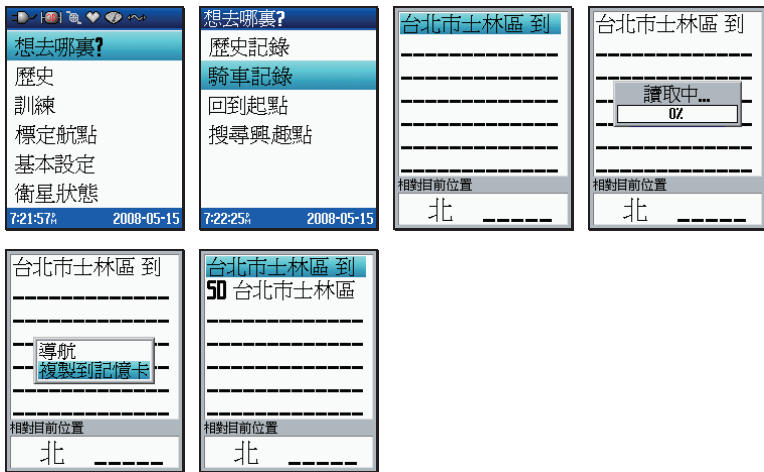 想去哪裏?
歷史
訓練
標定航點
基本設定
衛星狀態
7:21:57 2008-05-15
想去哪裏?
歷史記錄
騎車記錄
回到起點
搜尋興趣點
7:22:25 2008-05-15
台北市士林區 到
相對目前位置
北 _____
台北市士林區 到
讀取中...
0%
相對目前位置
北 _____
台北市士林區 到
導航
複製到記憶卡
相對目前位置
北 _____
台北市士林區 到
SD 台北市士林區
相對目前位置
北 _____